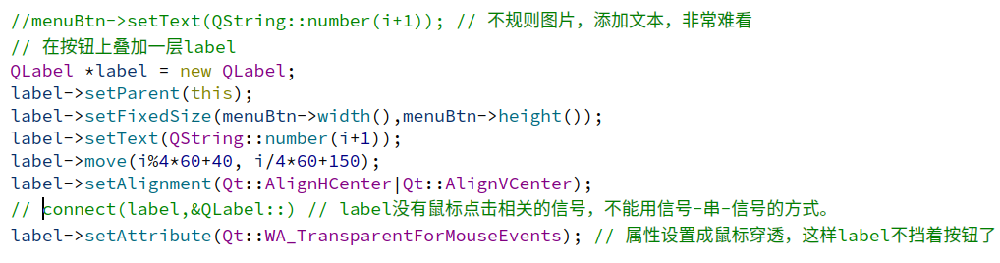 //menuBtn->setText(QString::number(i+1)); // 不规则图片，添加文本，非常难看
// 在按钮上叠加一层label
QLabel *label = new QLabel;
label->setParent(this);
label->setFixedSize(menuBtn->width(),menuBtn->height());
label->setText(QString::number(i+1));
label->move(i%4*60+40, i/4*60+150);
label->setAlignment(Qt::AlignHCenter|Qt::AlignVCenter);
// connect(label,&QLabel::) // label没有鼠标点击相关的信号，不能用信号-串-信号的方式。
label->setAttribute(Qt::WA_TransparentForMouseEvents); // 属性设置成鼠标穿透，这样label不挡着按钮了